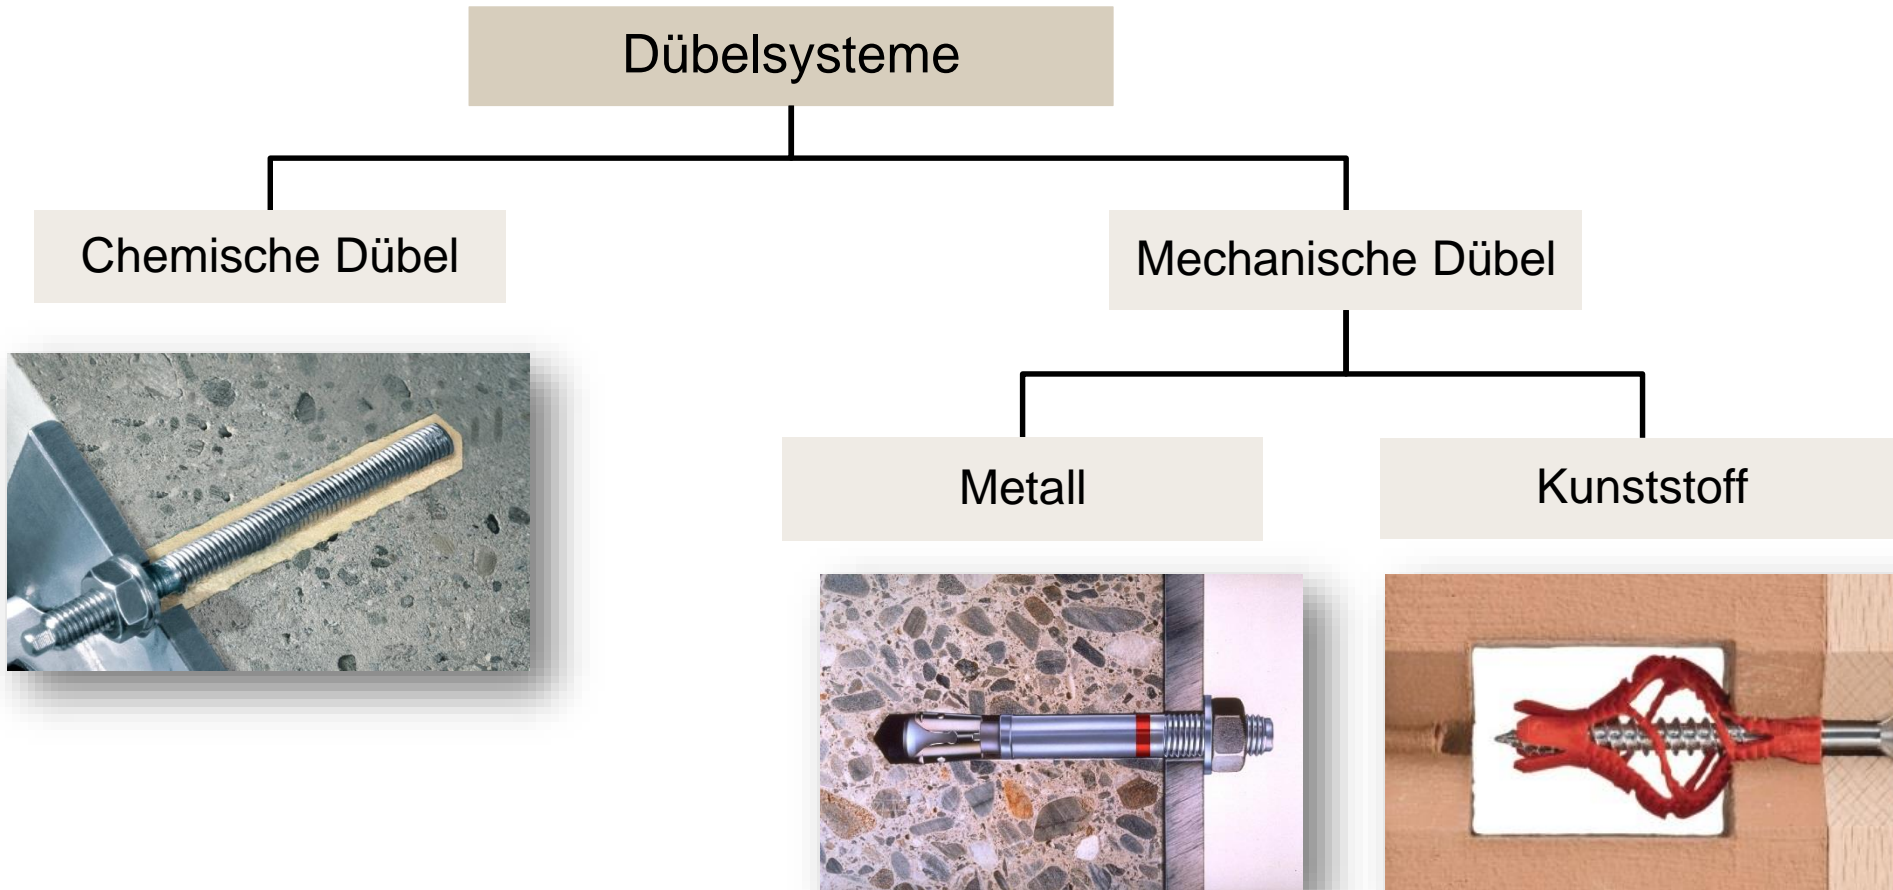 Dübelsysteme
Chemische Dübel
Mechanische Dübel
Metall
Kunststoff